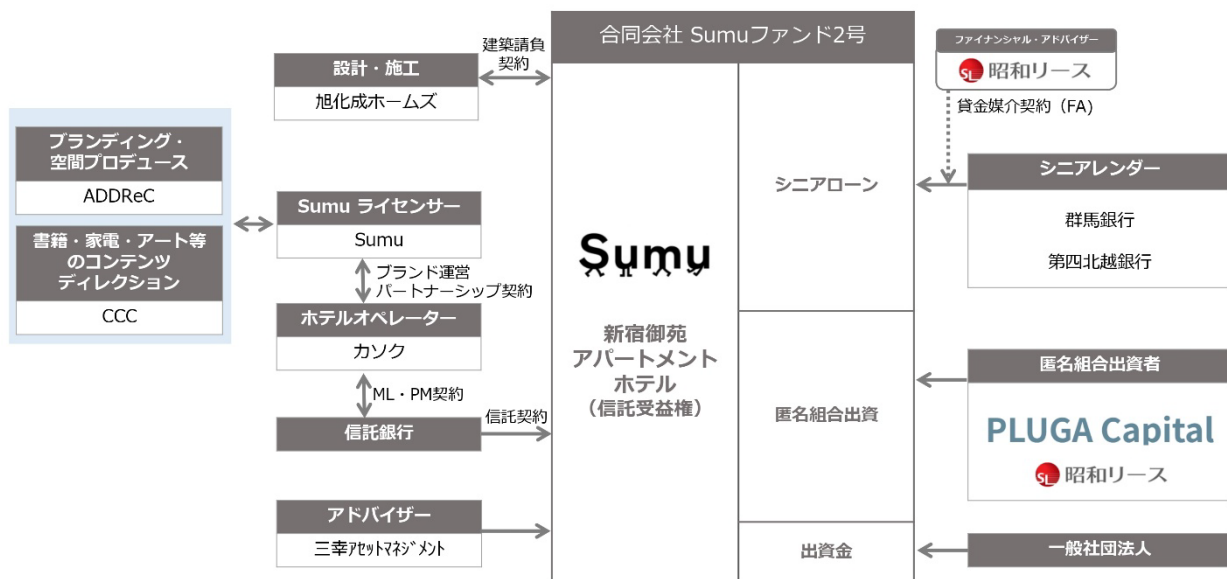 合同会社 Sumuファンド2号
建築請負
契約
設計・施工
旭化成ホームズ
ブランディング・
空間プロデュース
ADDReC
書籍・家電・アート等
のコンテンツ
ディレクション
CCC
Sumu ライセンサー
Sumu
ブランド運営
パートナーシップ契約
ホテルオペレーター
カソク
ML・PM契約
信託銀行
信託契約
アドバイザー
三幸ｱｾｯﾄﾏﾈｼﾞﾒﾝﾄ
Sumu
新宿御苑
アパートメント
ホテル
（信託受益権）
シニアローン
匿名組合出資
出資金
ファイナンシャル・アドバイザー
SL 昭和リース
貸金媒介契約（FA）
シニアレンダー
群馬銀行
第四北越銀行
匿名組合出資者
PLUGA Capital
SL 昭和リース
一般社団法人